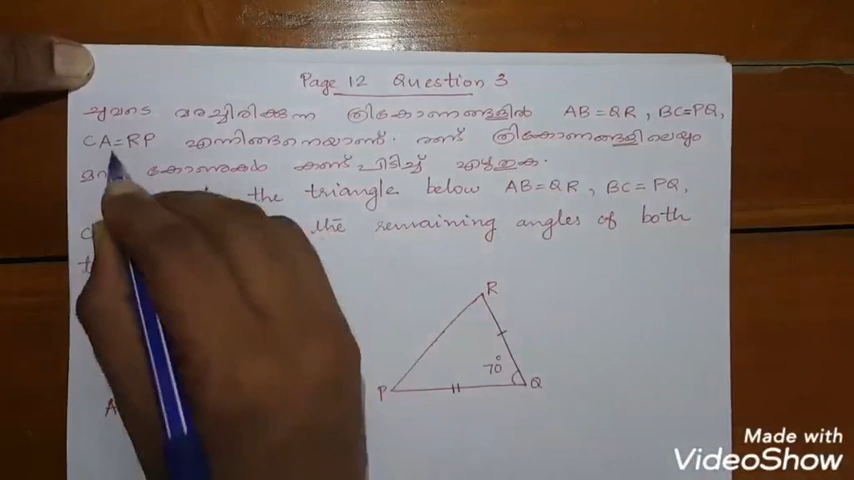 Page 12 Question 3
ചുവടെ വരച്ചിരിക്കുന്ന ത്രികോണങ്ങളിൽ AB = QR, BC = PQ,
CA = RP എന്നിങ്ങനെയാണ്. രണ്ട് ത്രികോണങ്ങളിലെയും
കോണുകൾ കണ്ട് പിടിച്ച് എഴുതുക.
the triangle below AB = QR, BC = PQ,
the remaining angles of both
R
70°
P
Q
A
Made with
VideoShow